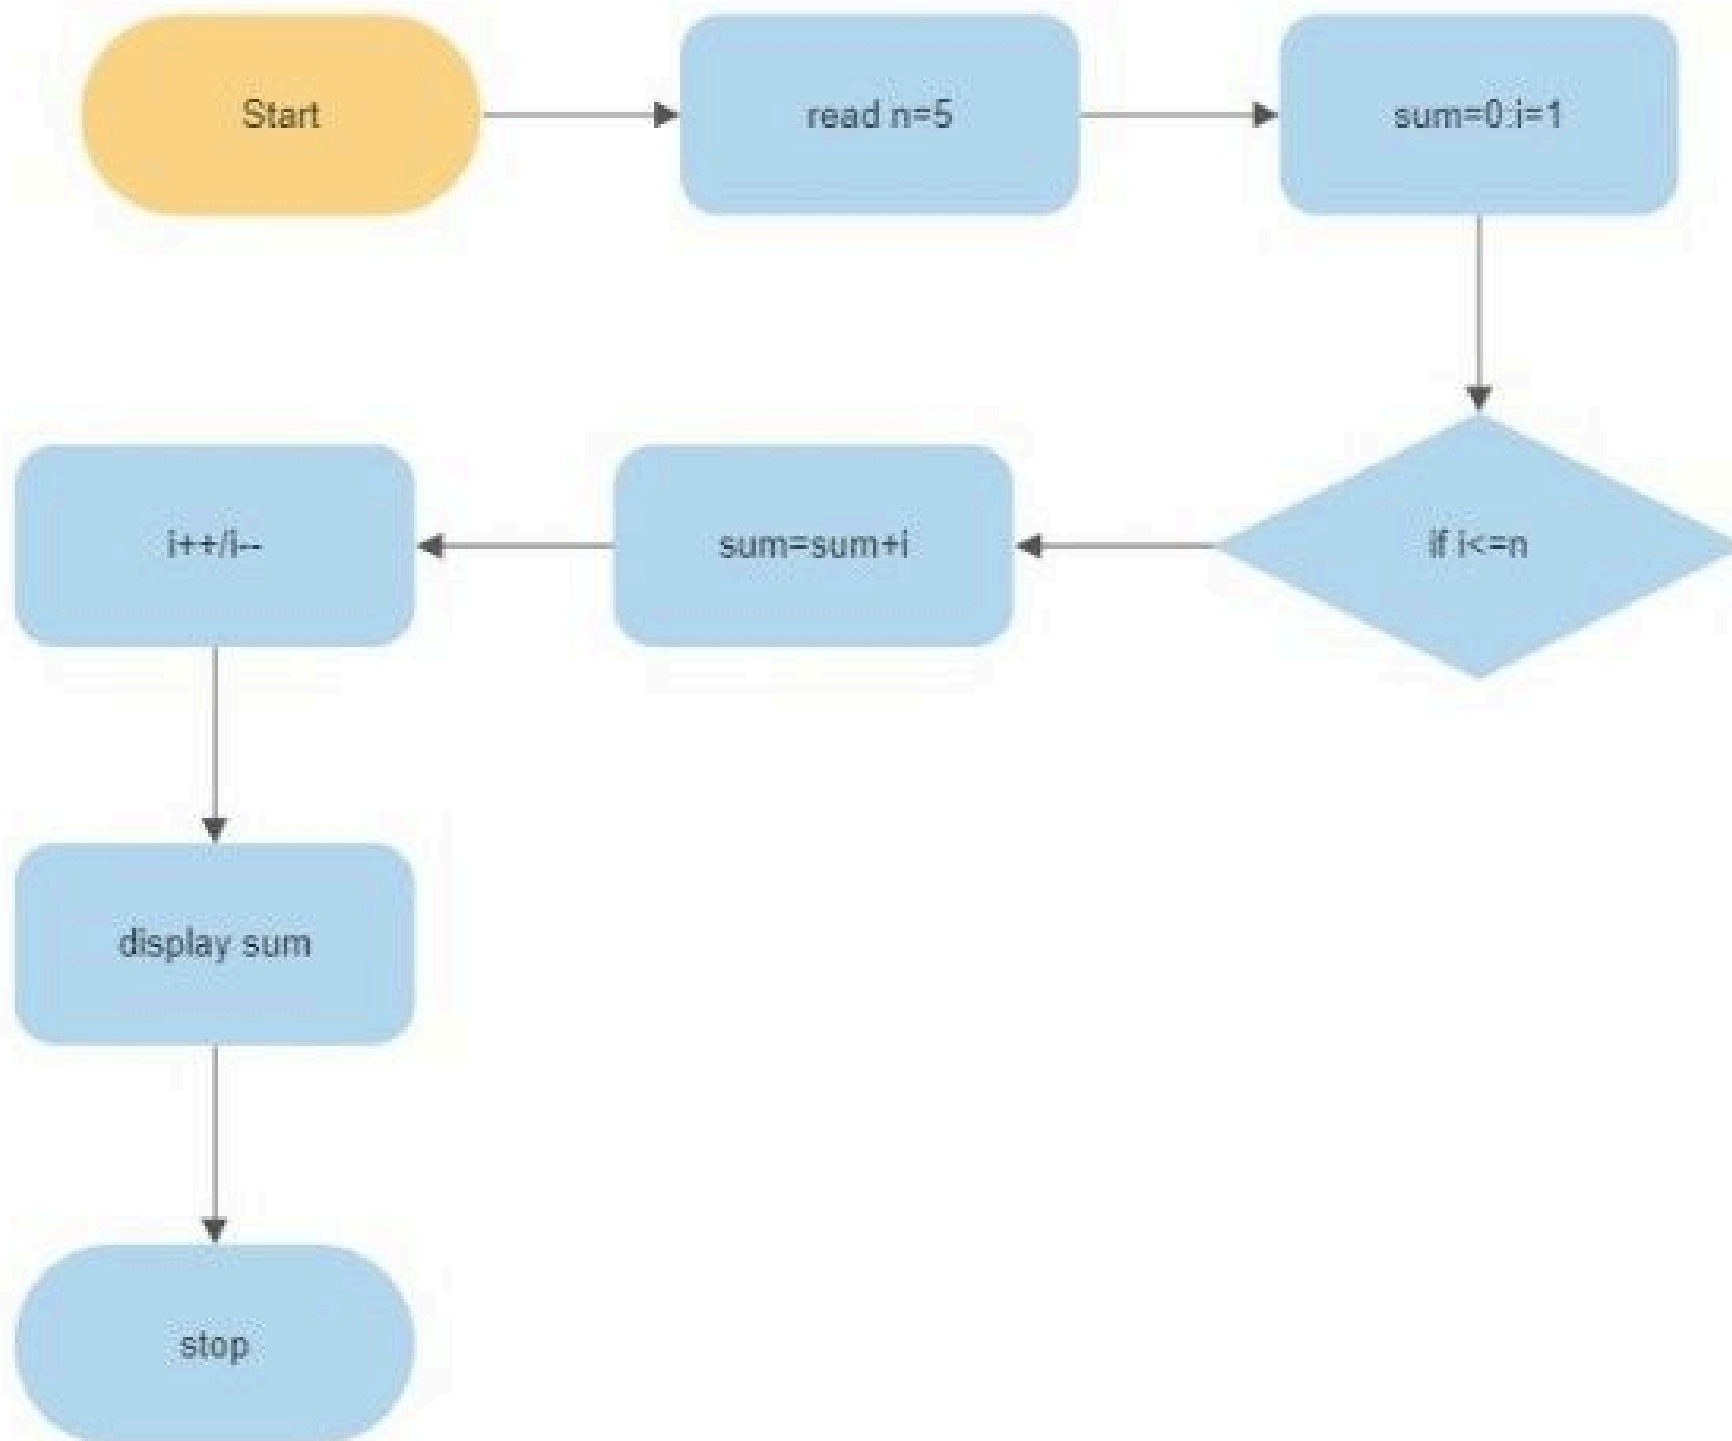 Start
read n=5
sum=0.i=1
if i<=n
sum=sum+i
i++/i--
display sum
stop